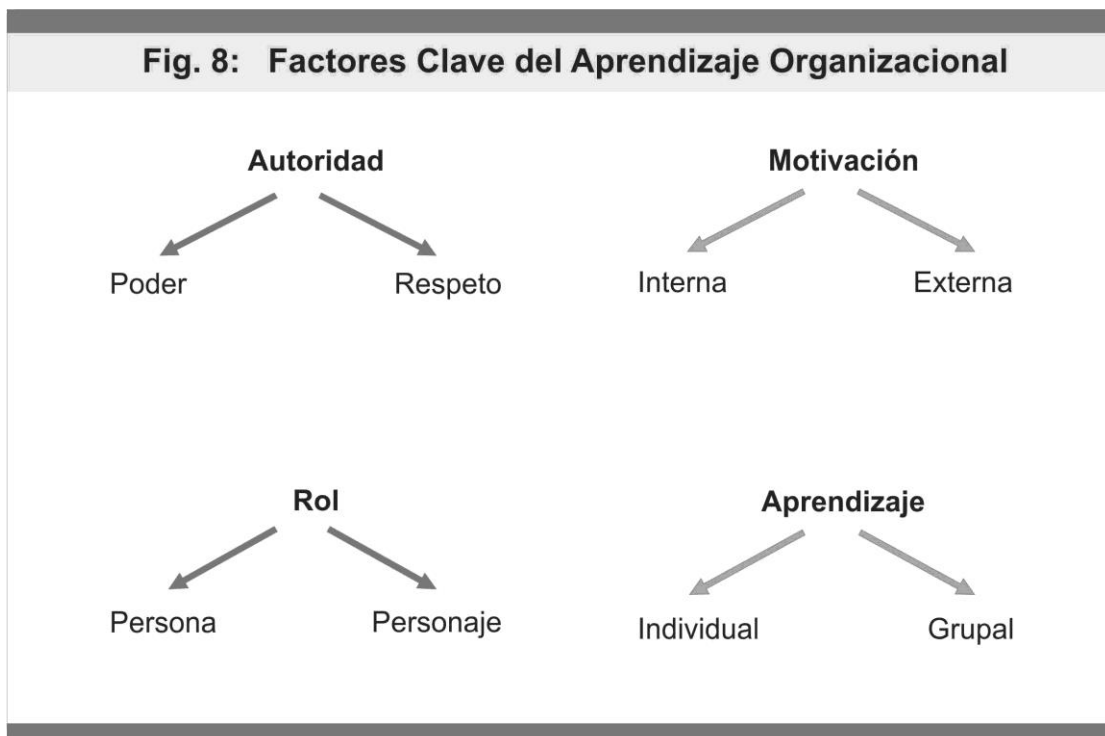 Fig. 8: Factores Clave del Aprendizaje Organizacional
Autoridad
Poder
Respeto
Motivación
Interna
Externa
Rol
Persona
Personaje
Aprendizaje
Individual
Grupal